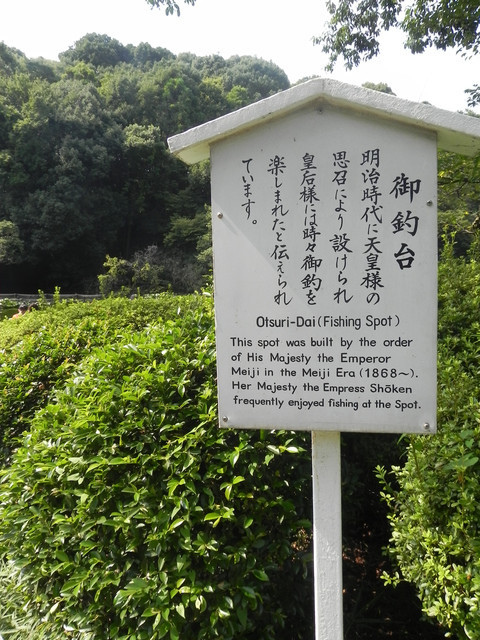 御釣台
明治時代に天皇様の
思召により設けられ
皇后様には時々御釣を
楽しまれたと伝えられ
ています。
Otsuri-Dai (Fishing Spot)
This spot was built by the order
of His Majesty the Emperor
Meiji in the Meiji Era (1868～).
Her Majesty the Empress Shōken
frequently enjoyed fishing at the Spot.